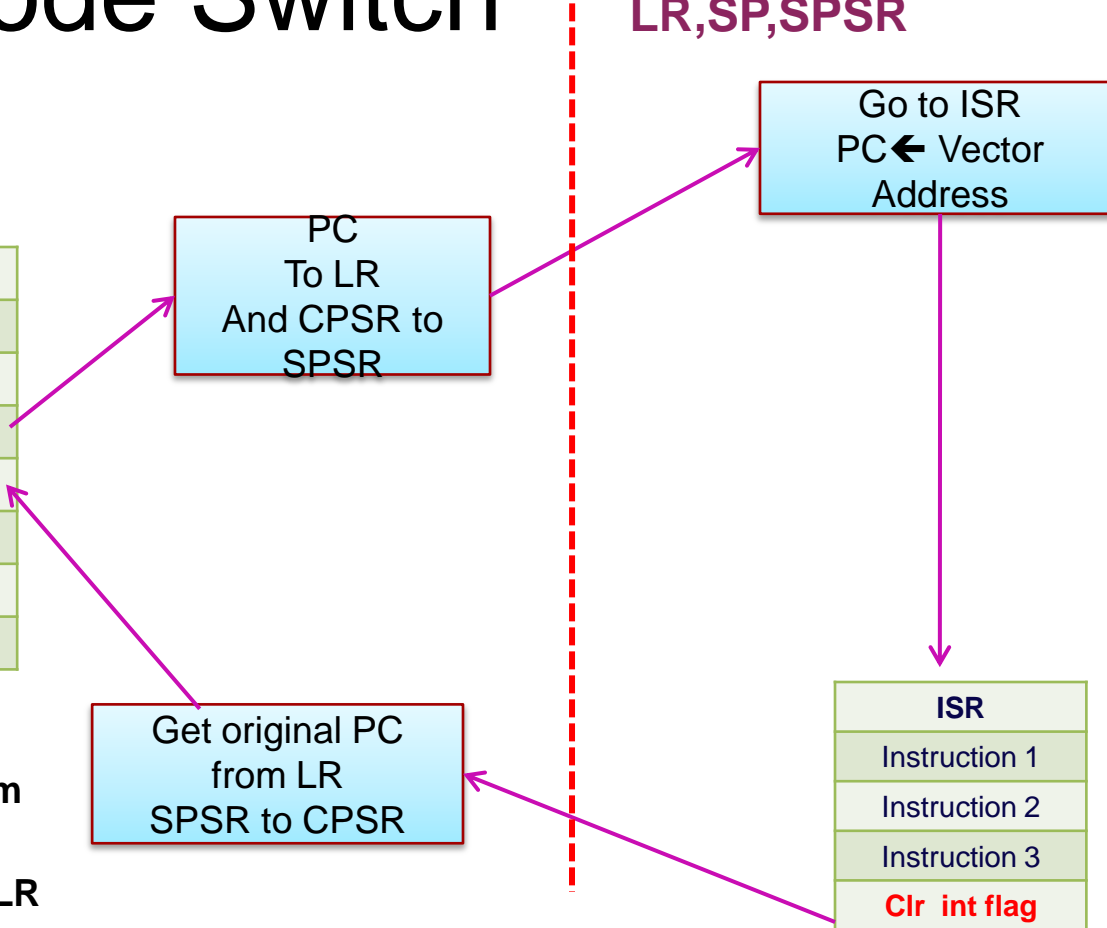 ode Switch
LR,SP,SPSR
Go to ISR
PC🡸 Vector
Address
PC
To LR
And CPSR to
SPSR
Get original PC
from LR
SPSR to CPSR
m
LR
ISR
Instruction 1
Instruction 2
Instruction 3
Clr int flag